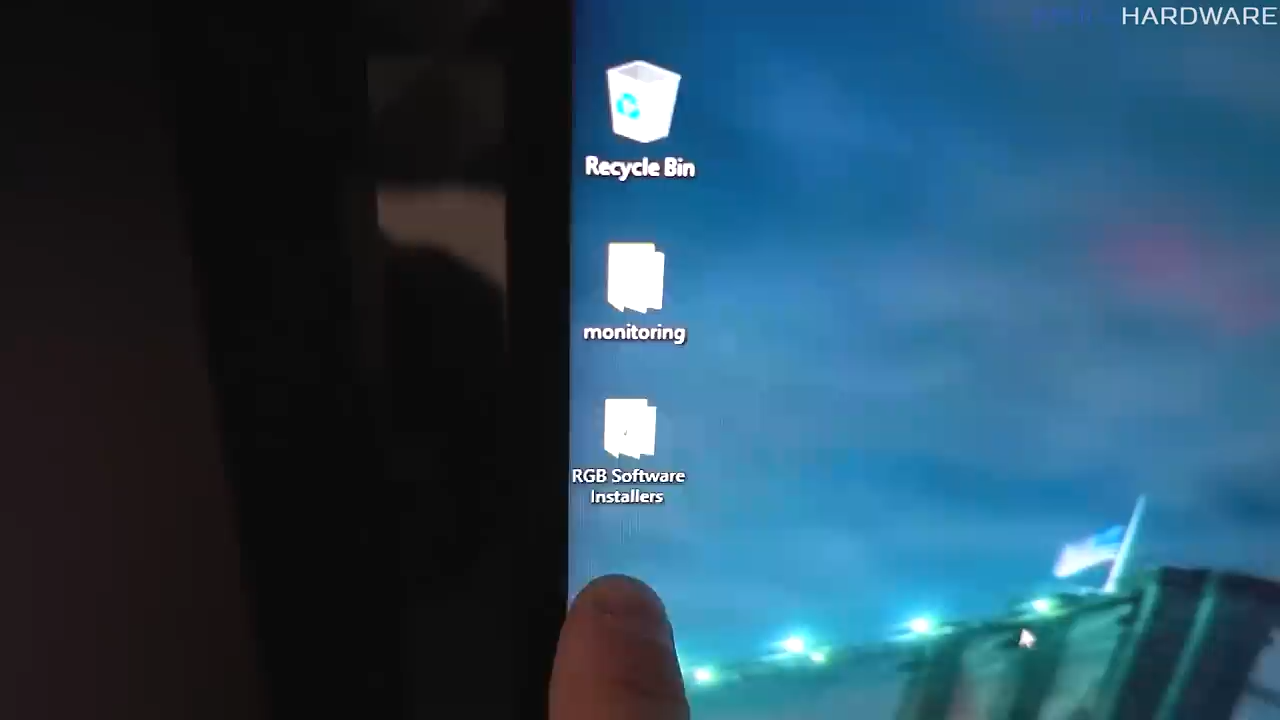 HARDWARE
Recycle Bin
monitoring
RGB Software
Installers